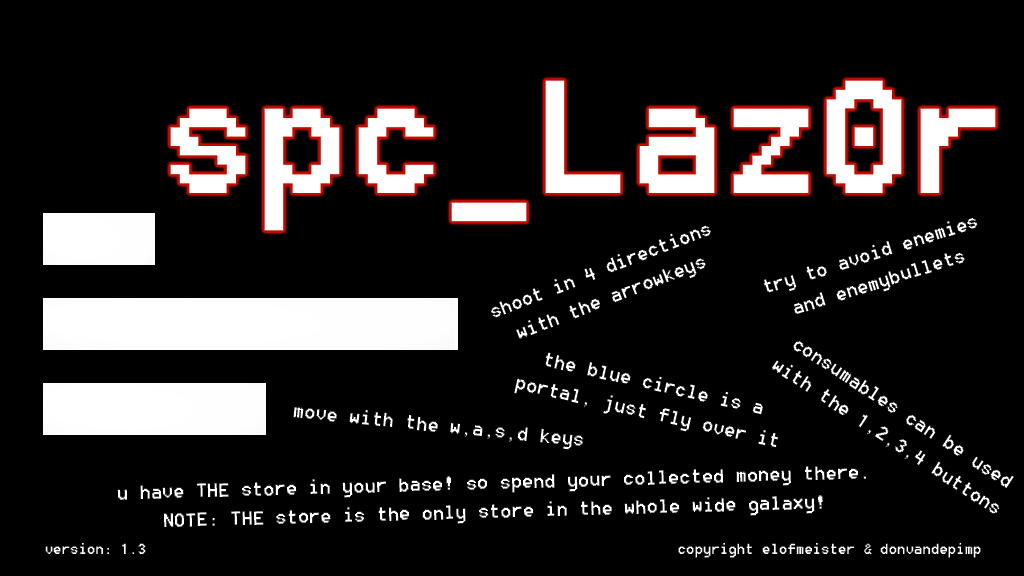 spc_Laz0r
shoot in 4 directions
with the arrowkeys
try to avoid enemies
and enemybullets
the blue circle is a
portal, just fly over it
consumables can be used
with the 1,2,3,4 buttons
move with the w,a,s,d keys
u have THE store in your base! so spend your collected money there.
NOTE: THE store is the only store in the whole wide galaxy!
version: 1.3
copyright elofmeister & donvandepimp